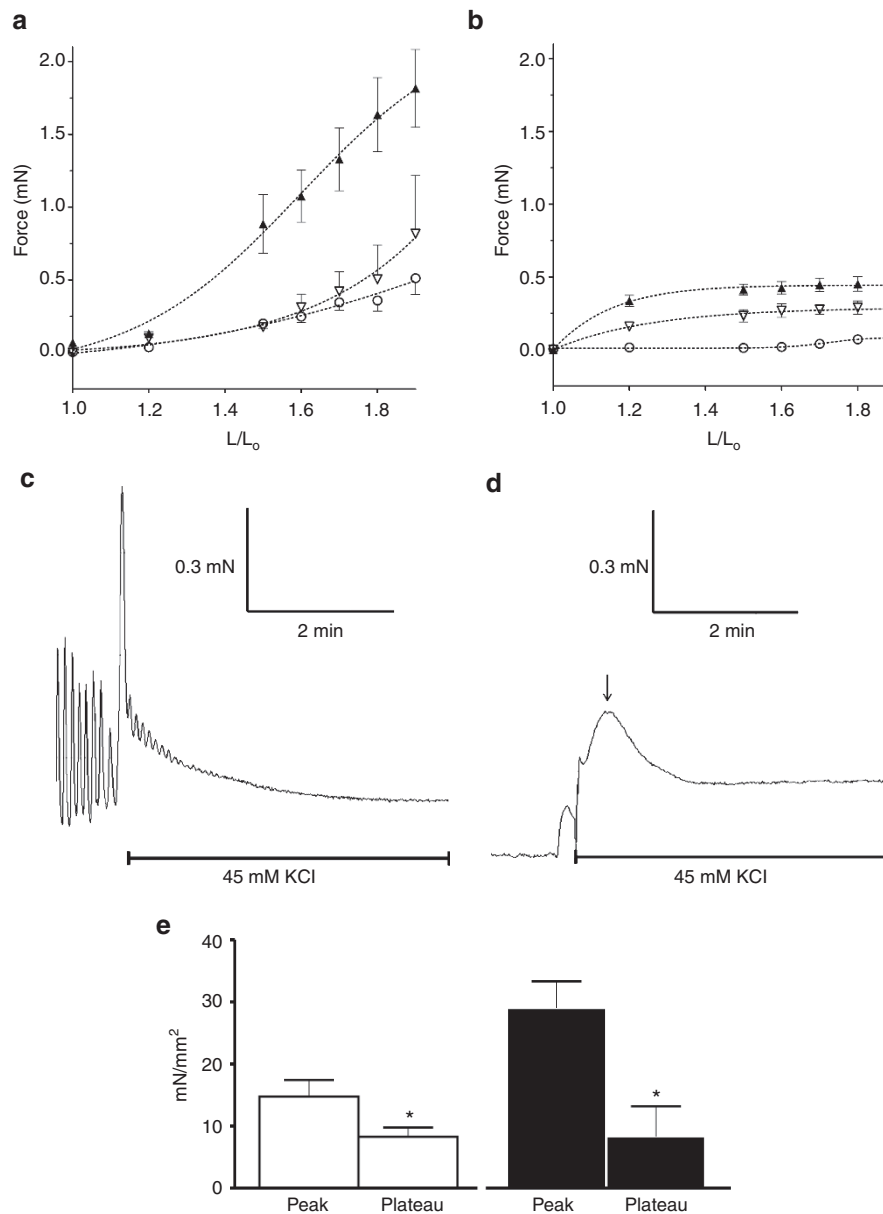 a
b
2.0
1.5
1.0
0.5
0.0
Force (mN)
1.0 1.2 1.4 1.6 1.8
L/Lo
2.0
1.5
1.0
0.5
0.0
Force (mN)
1.0 1.2 1.4 1.6 1.8
L/Lo
c
0.3 mN
2 min
45 mM KCl
d
0.3 mN
2 min
45 mM KCl
e
40
30
20
10
0
mN/mm²
*
*
Peak Plateau
Peak Plateau